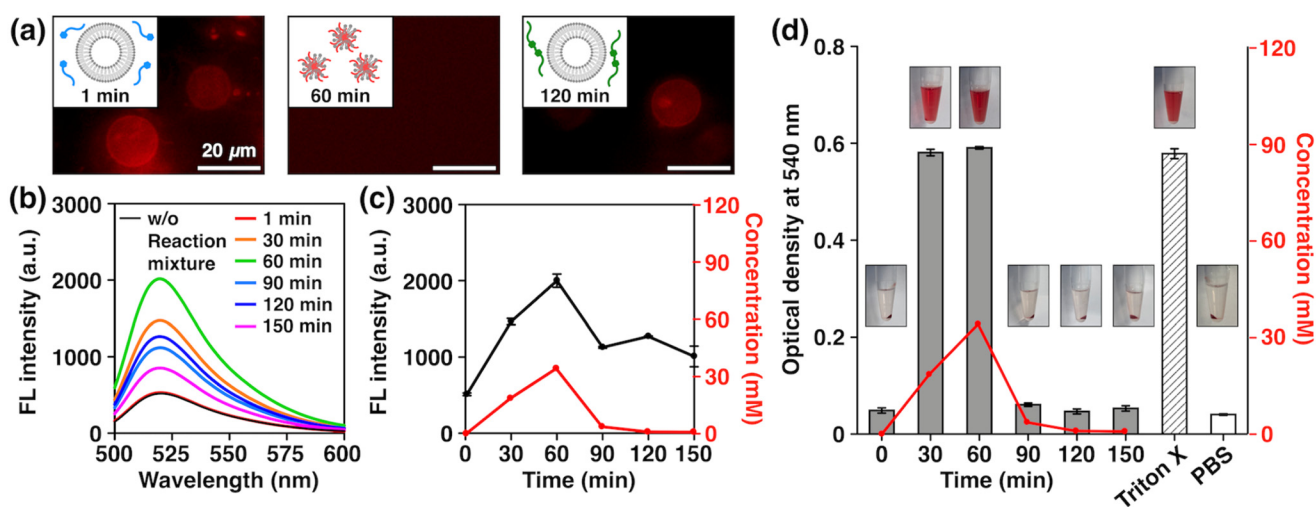 (a)
1 min
20 µm
60 min
120 min
(b)
FL intensity (a.u.)
3000
2000
1000
0
w/o
Reaction
mixture
1 min
30 min
60 min
90 min
120 min
150 min
500 525 550 575 600
Wavelength (nm)
(c)
FL intensity (a.u.)
3000
2000
1000
0
120
90
60
30
0
Concentration (mM)
0 30 60 90 120 150
Time (min)
(d)
Optical density at 540 nm
0.8
0.6
0.4
0.2
0
120
90
60
30
0
Concentration (mM)
0 30 60 90 120 150 Triton X PBS
Time (min)